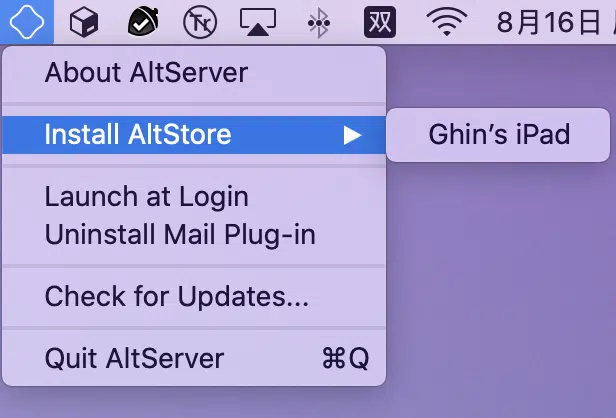 Tr
双
8月16日
About AltServer
Install AltStore
Ghin's iPad
Launch at Login
Uninstall Mail Plug-in
Check for Updates...
Quit AltServer ⌘Q